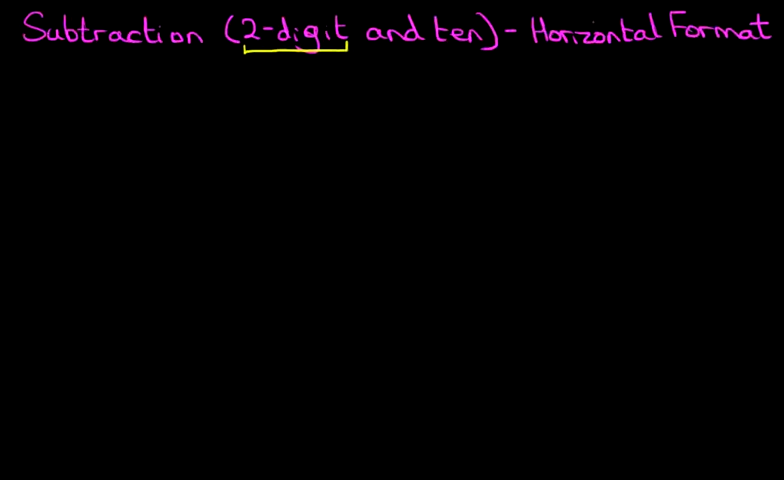 Subtraction (2-digit and ten) - Horizontal Format